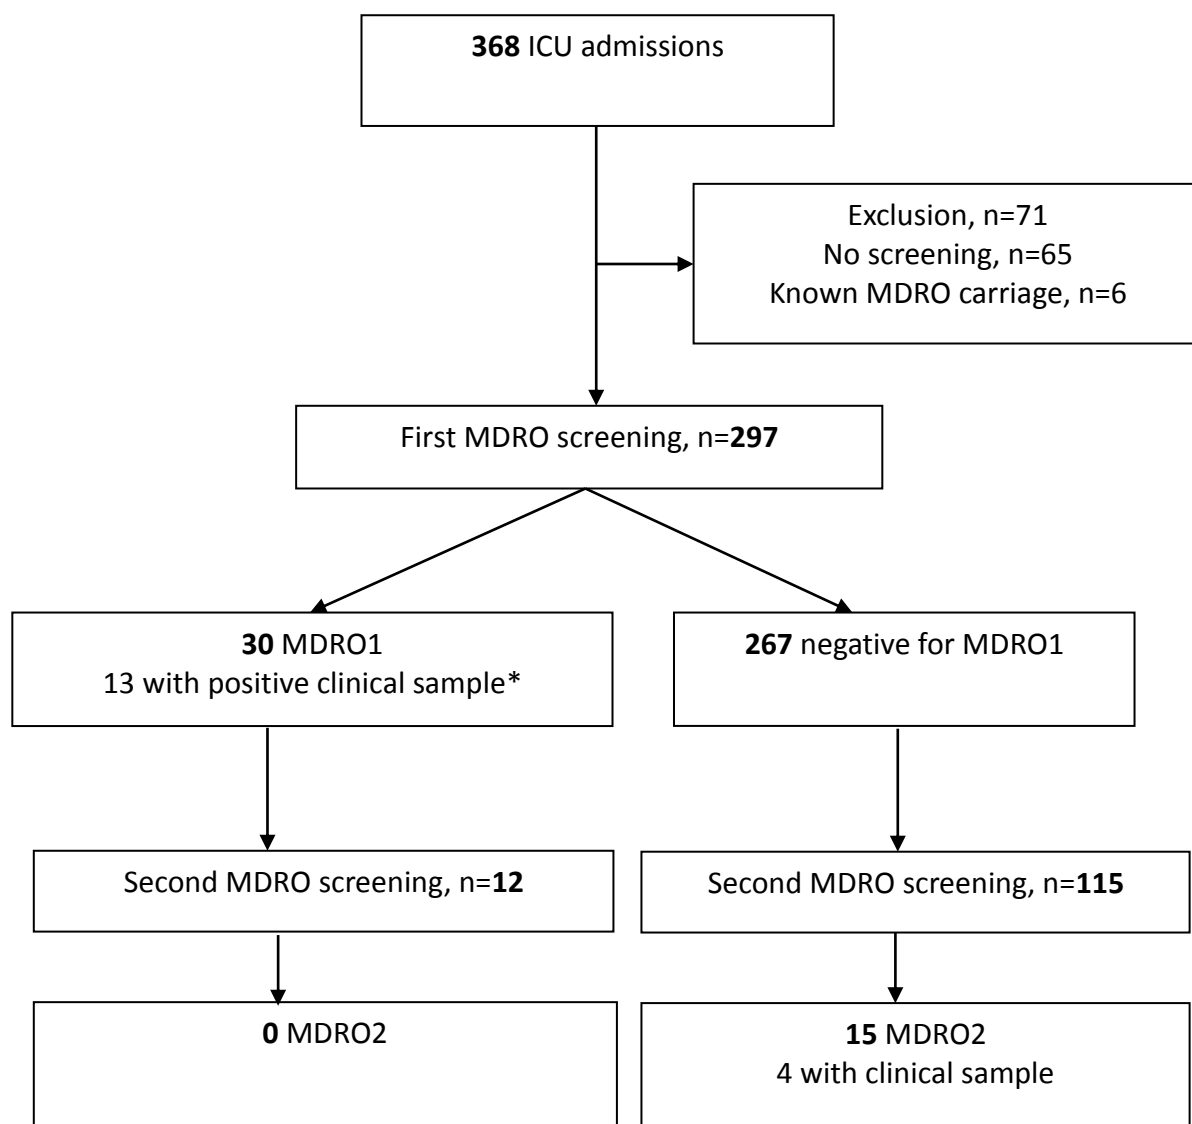 368 ICU admissions
Exclusion, n=71
No screening, n=65
Known MDRO carriage, n=6
First MDRO screening, n=297
30 MDRO1
13 with positive clinical sample*
267 negative for MDRO1
Second MDRO screening, n=12
Second MDRO screening, n=115
0 MDRO2
15 MDRO2
4 with clinical sample